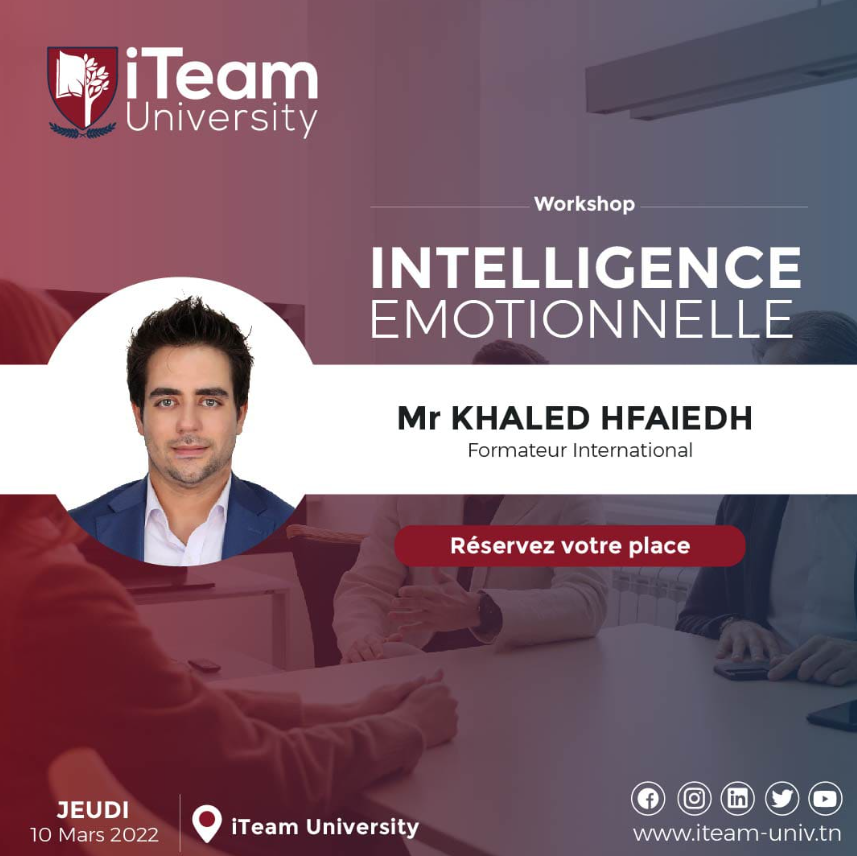 iTeam
University
Workshop
INTELLIGENCE
EMOTIONNELLE
Mr KHALED HFAIEDH
Formateur International
Réservez votre place
JEUDI
10 Mars 2022
iTeam University
www.iteam-univ.tn